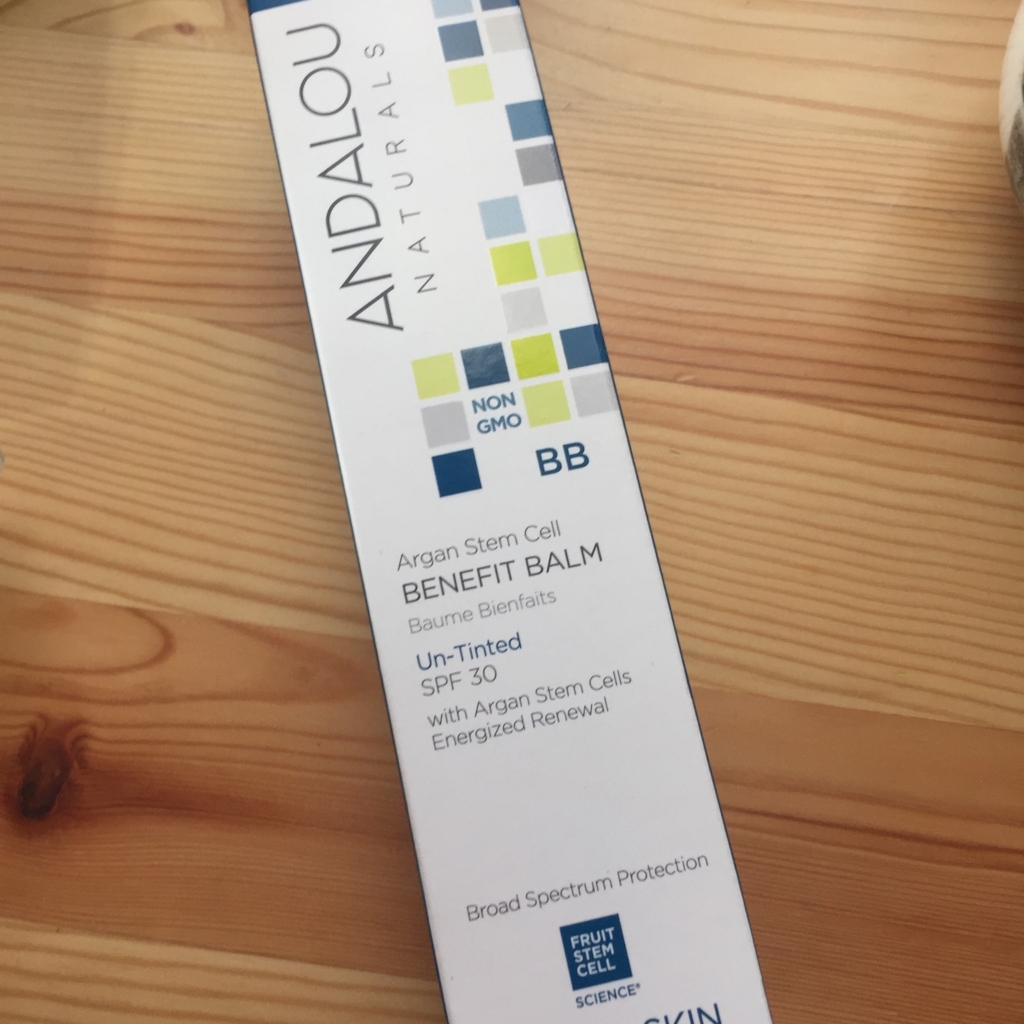 ANDALOU
NATURALS
NON
GMO
BB
Argan Stem Cell
BENEFIT BALM
Baume Bienfaits
Un-Tinted
SPF 30
with Argan Stem Cells
Energized Renewal
Broad Spectrum Protection
FRUIT
STEM
CELL
SCIENCE®
SKIN